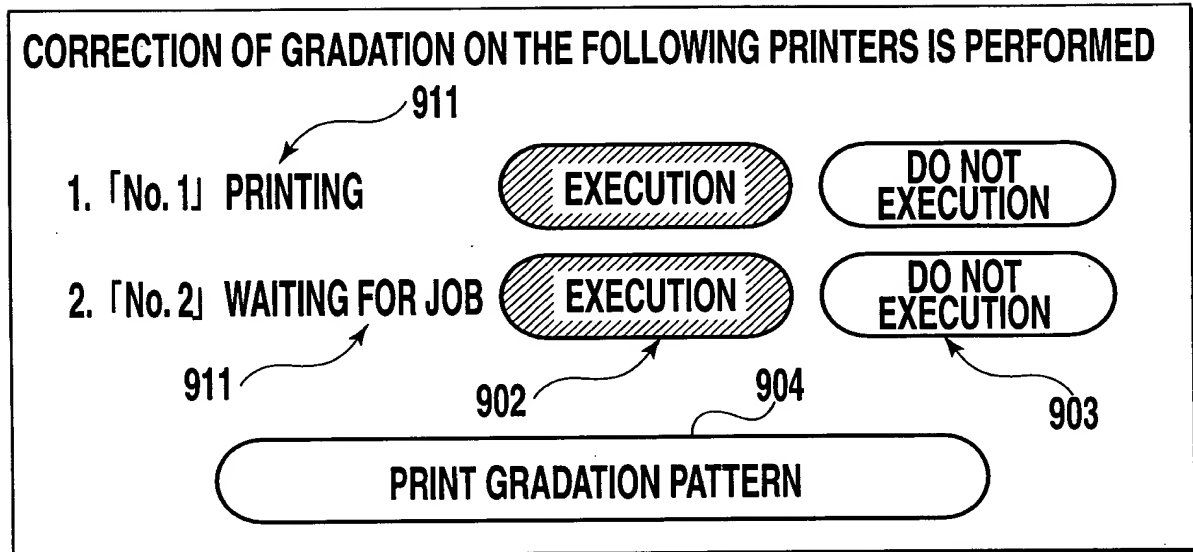 CORRECTION OF GRADATION ON THE FOLLOWING PRINTERS IS PERFORMED
911
1. 「No. 1」 PRINTING
EXECUTION
DO NOT
EXECUTION
2. 「No. 2」 WAITING FOR JOB
EXECUTION
DO NOT
EXECUTION
911
902
904
903
PRINT GRADATION PATTERN